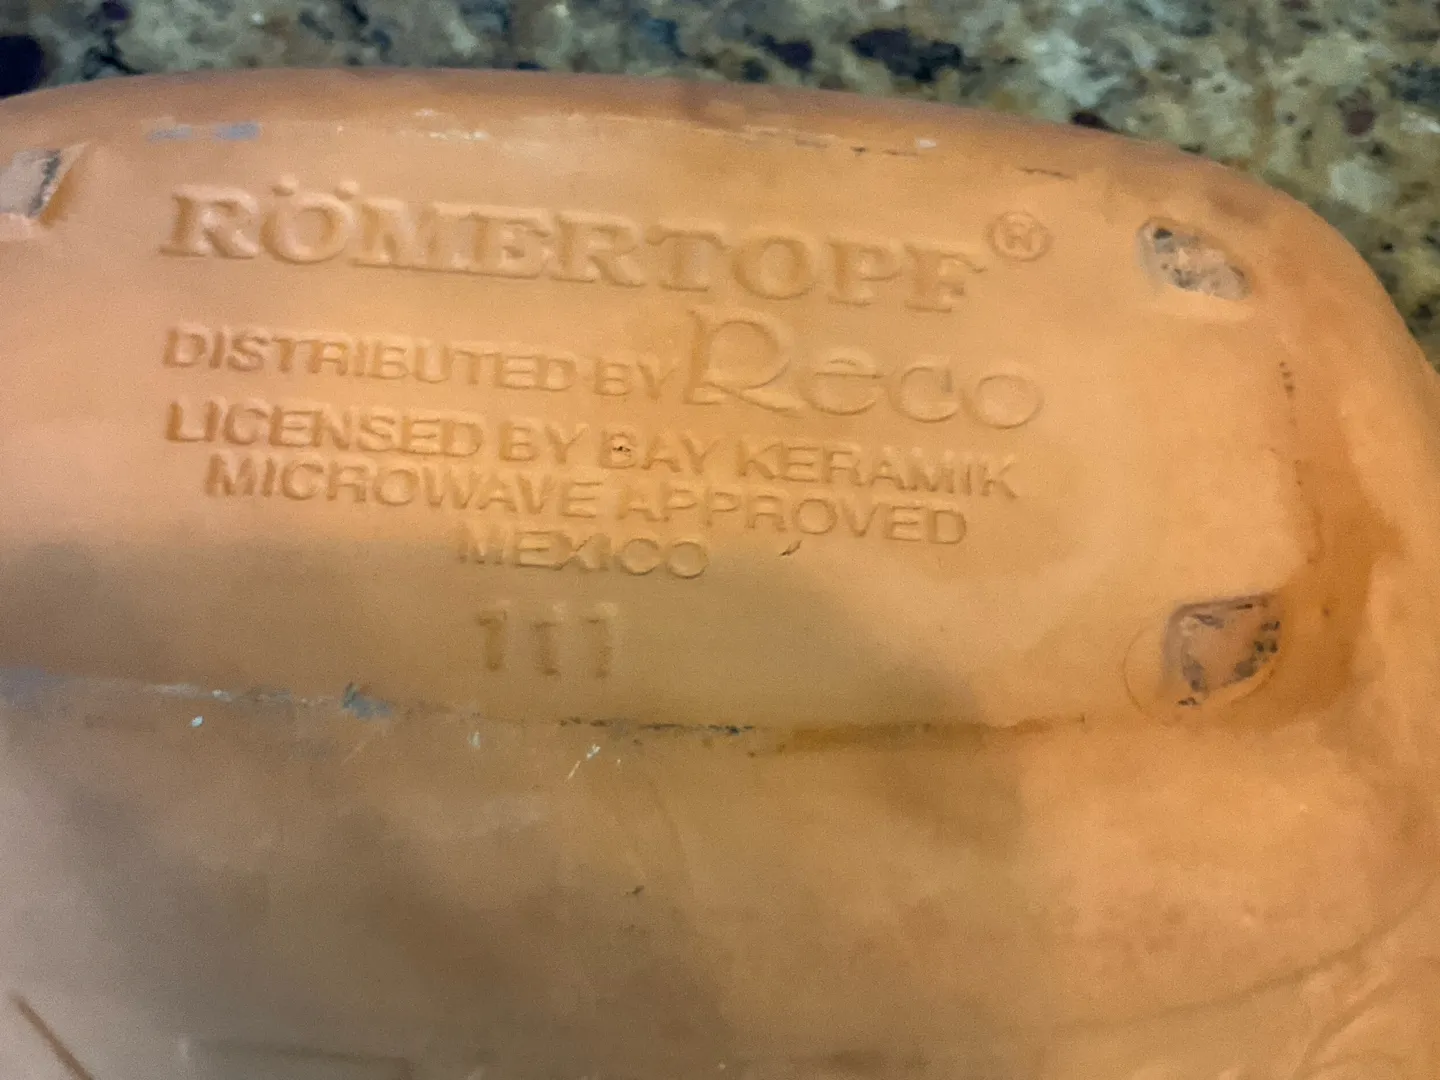 RÖMERTOPF®
DISTRIBUTED BY Reco
LICENSED BY BAY KERAMIK
MICROWAVE APPROVED
MEXICO
111